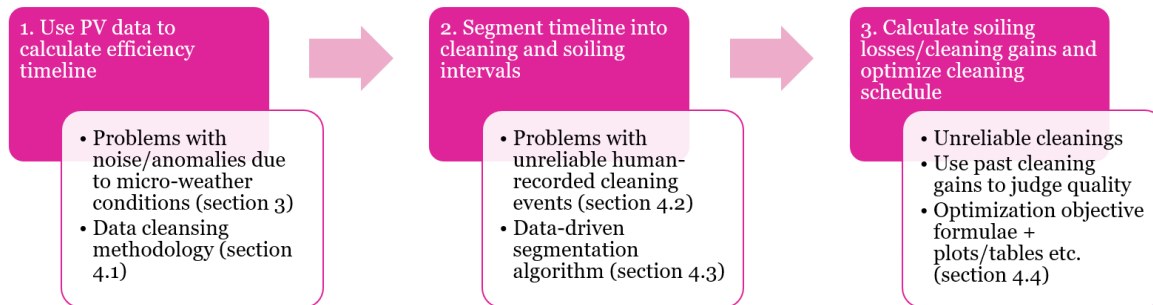 1. Use PV data to
calculate efficiency
timeline
• Problems with
noise/anomalies due
to micro-weather
conditions (section 3)
• Data cleansing
methodology (section
4.1)
2. Segment timeline into
cleaning and soiling
intervals
• Problems with
unreliable human-
recorded cleaning
events (section 4.2)
• Data-driven
segmentation
algorithm (section 4.3)
3. Calculate soiling
losses/cleaning gains and
optimize cleaning
schedule
• Unreliable cleanings
• Use past cleaning
gains to judge quality
• Optimization objective
formulae +
plots/tables etc.
(section 4.4)